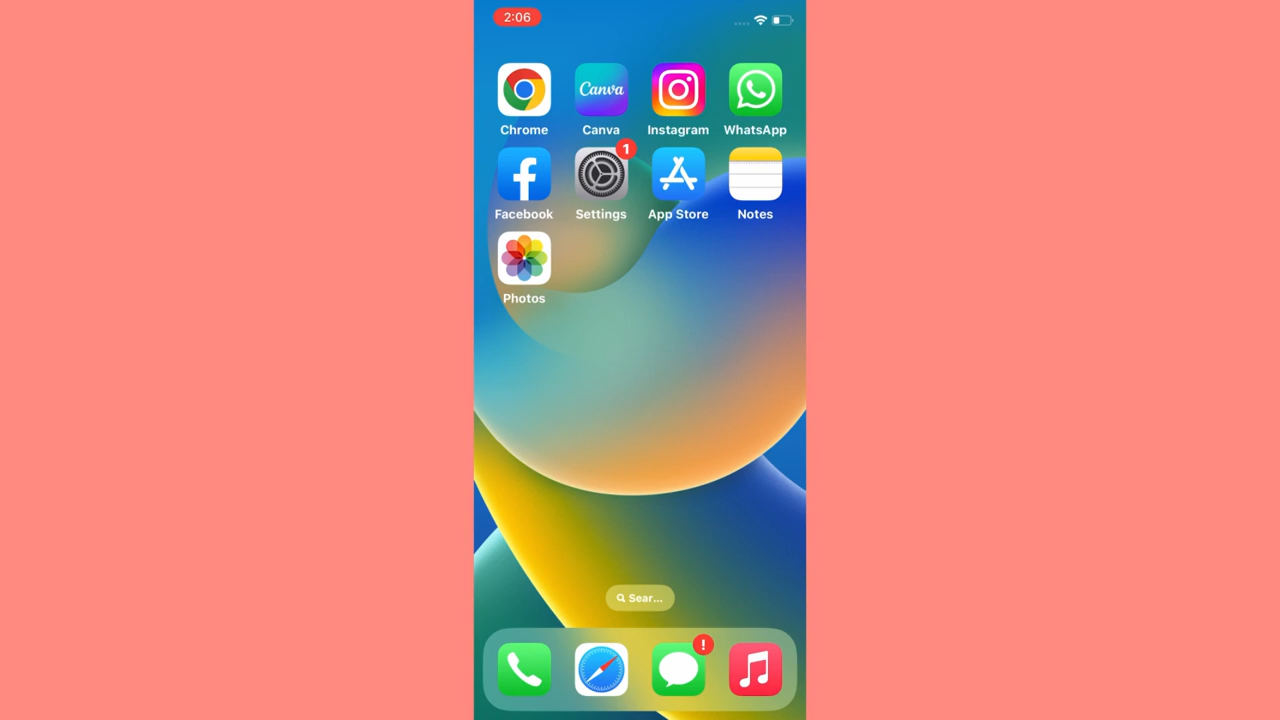 2:06
Chrome Canva Instagram WhatsApp
Canva
1
Facebook Settings App Store Notes
Photos
Sear...
!